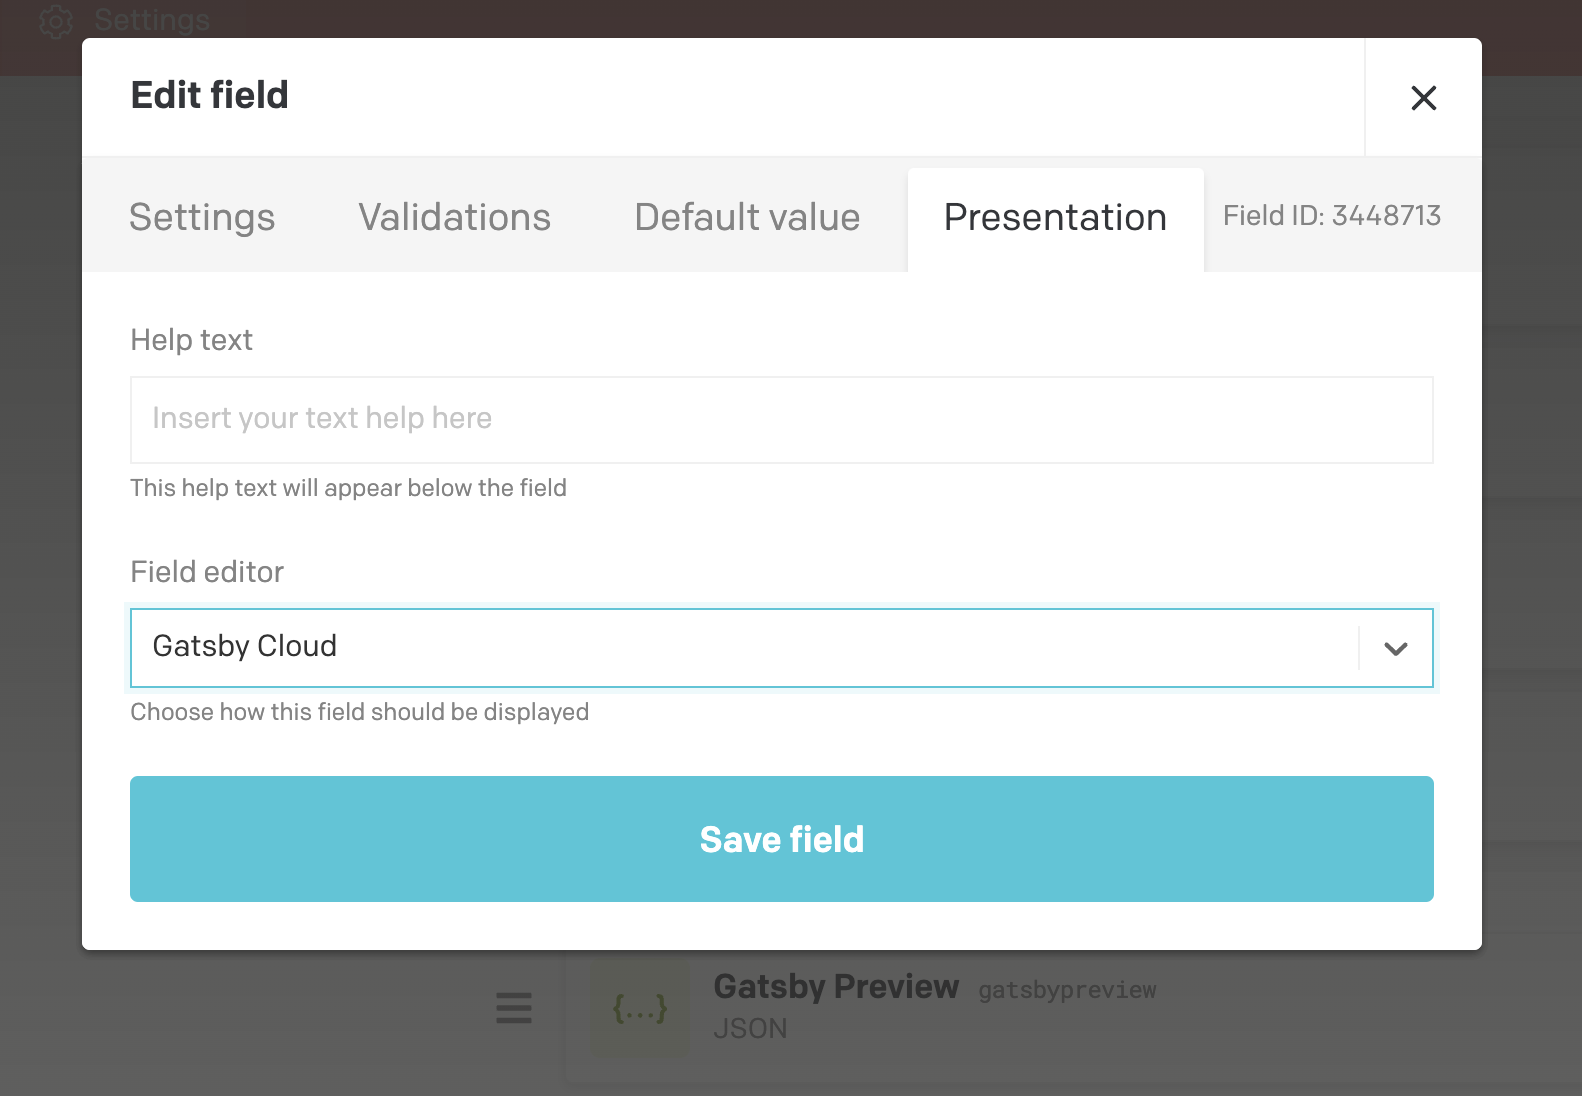 Settings
Edit field
Settings Validations Default value Presentation Field ID: 3448713
Help text
Insert your text help here
This help text will appear below the field
Field editor
Gatsby Cloud
Choose how this field should be displayed
Save field
{...} Gatsby Preview gatsbypreview
JSON